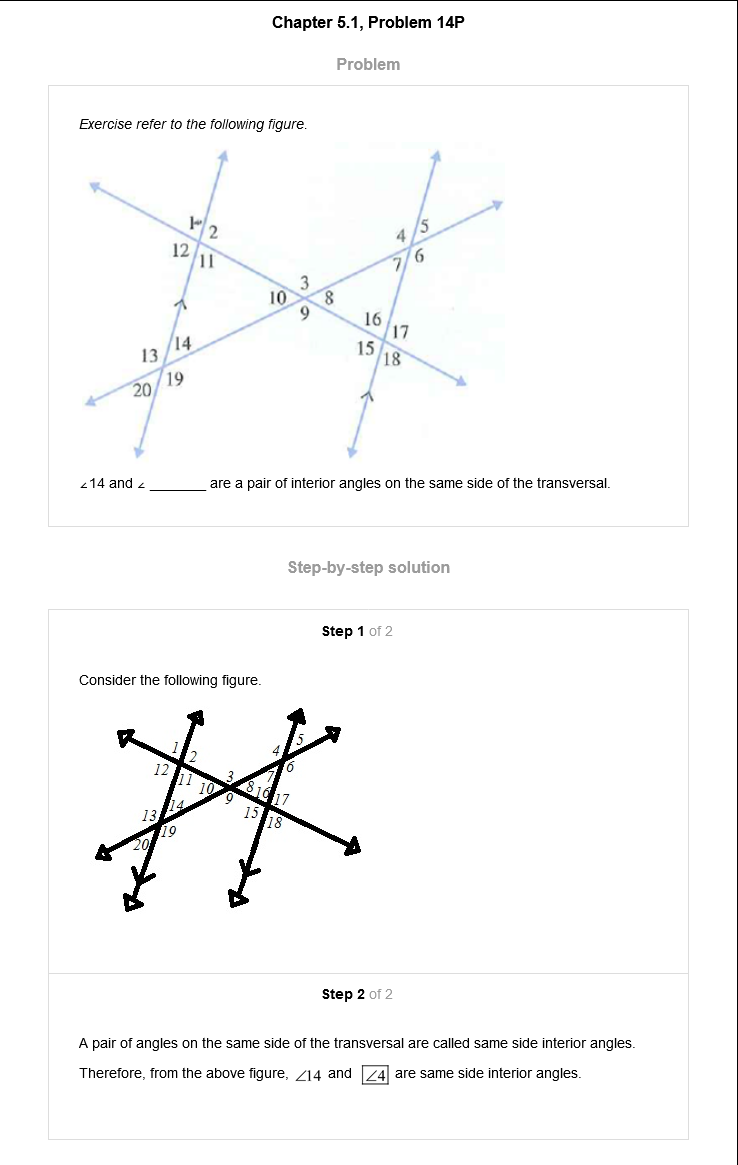 Chapter 5.1, Problem 14P
Problem
Exercise refer to the following figure.
1 2
12 11
4 5
7 6
3
10 8
9
16 17
15 18
13 14
20 19
∠14 and ∠ _______ are a pair of interior angles on the same side of the transversal.
Step-by-step solution
Step 1 of 2
Consider the following figure.
1 2
12 11
4 5
7 6
3
10 8
9
16 17
15 18
13 14
20 19
Step 2 of 2
A pair of angles on the same side of the transversal are called same side interior angles.
Therefore, from the above figure, ∠14 and ∠4 are same side interior angles.